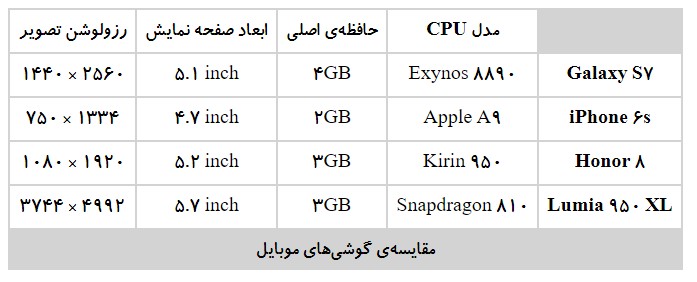 مدل CPU حافظه‌ی اصلی ابعاد صفحه نمایش رزولوشن تصویر
Galaxy S۷ Exynos ۸۸۹۰ ۴GB ۵.۱ inch ۱۴۴۰ × ۲۵۶۰
iPhone ۶s Apple A۹ ۲GB ۴.۷ inch ۷۵۰ × ۱۳۳۴
Honor ۸ Kirin ۹۵۰ ۳GB ۵.۲ inch ۱۰۸۰ × ۱۹۲۰
Lumia ۹۵۰ XL Snapdragon ۸۱۰ ۳GB ۵.۷ inch ۳۷۴۴ × ۴۹۹۲
مقایسه‌ی گوشی‌های موبایل